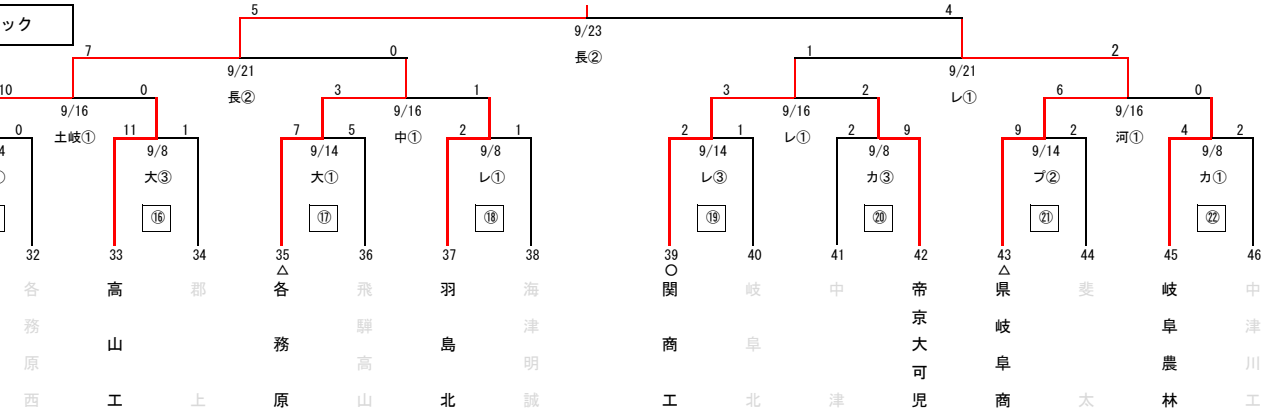 ック
5 4
9/23
長②
7 0 1 2
9/21 9/21
長② レ①
10 0 3 1 3 2 6 0
9/16 9/16 9/16 9/16
土岐① 中① レ① 河①
0 11 1 7 5 2 1 2 1 2 9 9 2 4 2
4 9/8 9/14 9/8 9/14 9/8 9/14 9/8
大③ 大① レ① レ③ カ③ プ② カ①
⑯ ⑰ ⑱ ⑲ ⑳ ㉑ ㉒
32 33 34 35 36 37 38 39 40 41 42 43 44 45 46
△ ○ △
各務原西
高山工
郡上
各務原
飛騨高山
羽島北
海津明誠
関商工
岐阜北
中津
帝京大可児
県岐阜商
斐太
岐阜農林
中津川工